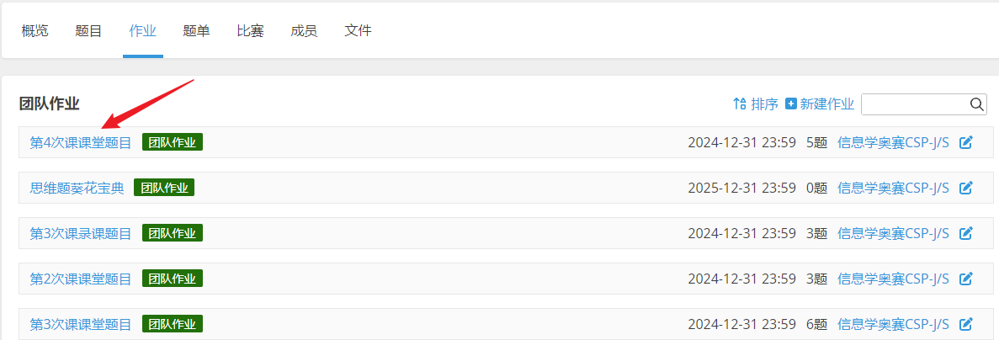 概览 题目 作业 题单 比赛 成员 文件
团队作业 排序 新建作业
第4次课课堂题目 团队作业 2024-12-31 23:59 5题 信息学奥赛CSP-J/S
思维题葵花宝典 团队作业 2025-12-31 23:59 0题 信息学奥赛CSP-J/S
第3次课录课题目 团队作业 2024-12-31 23:59 3题 信息学奥赛CSP-J/S
第2次课课堂题目 团队作业 2024-12-31 23:59 3题 信息学奥赛CSP-J/S
第3次课课堂题目 团队作业 2024-12-31 23:59 6题 信息学奥赛CSP-J/S